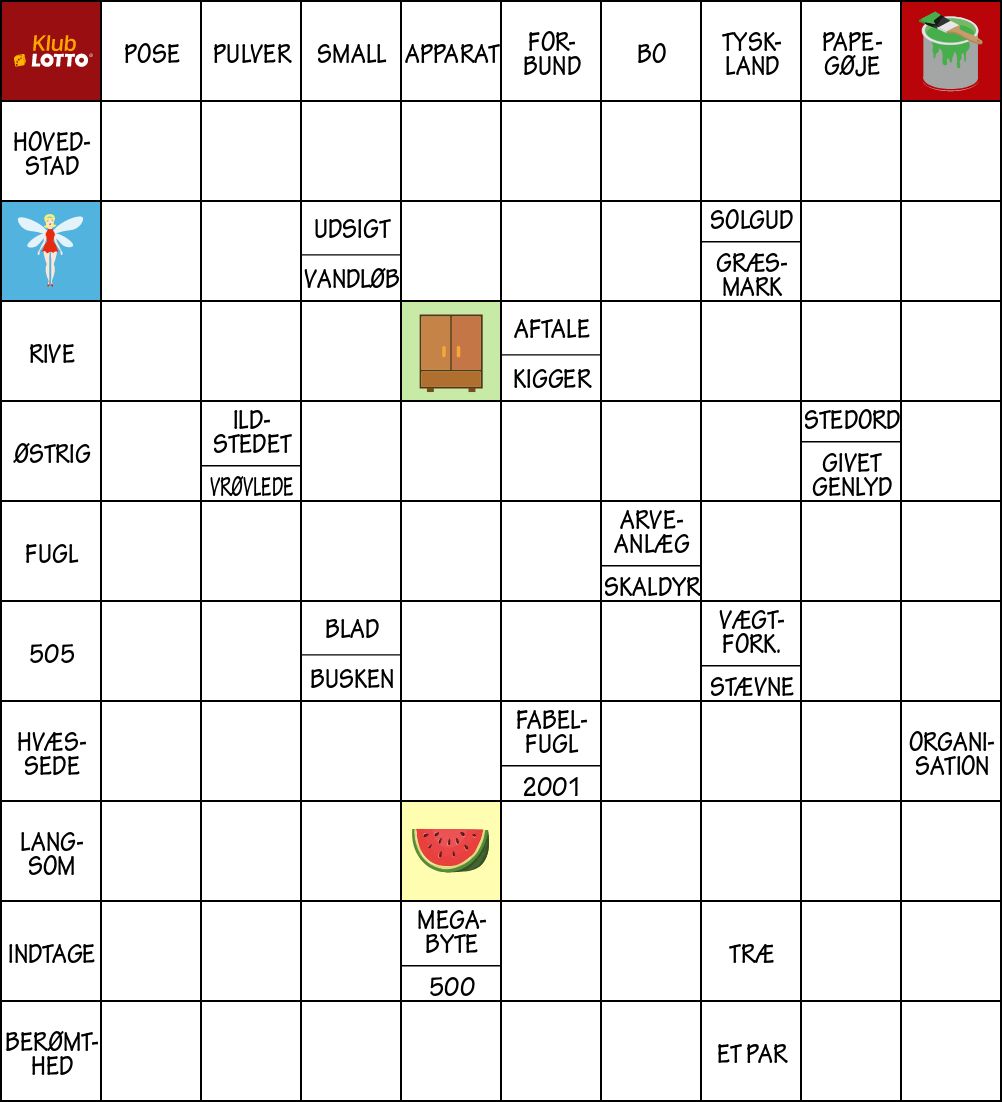 Klub
LOTTO
POSE
PULVER
SMALL
APPARAT
FOR-
BUND
BO
TYSK-
LAND
PAPE-
GØJE
HOVED-
STAD
UDSIGT
VANDLØB
SOLGUD
GRÆS-
MARK
RIVE
AFTALE
KIGGER
ØSTRIG
ILD-
STEDET
VRØVLEDE
STEDORD
GIVET
GENLYD
FUGL
ARVE-
ANLÆG
SKALDYR
505
BLAD
BUSKEN
VÆGT-
FORK.
STÆVNE
HVÆS-
SEDE
FABEL-
FUGL
2001
ORGANI-
SATION
LANG-
SOM
INDTAGE
MEGA-
BYTE
500
TRÆ
BERØMT-
HED
ET PAR